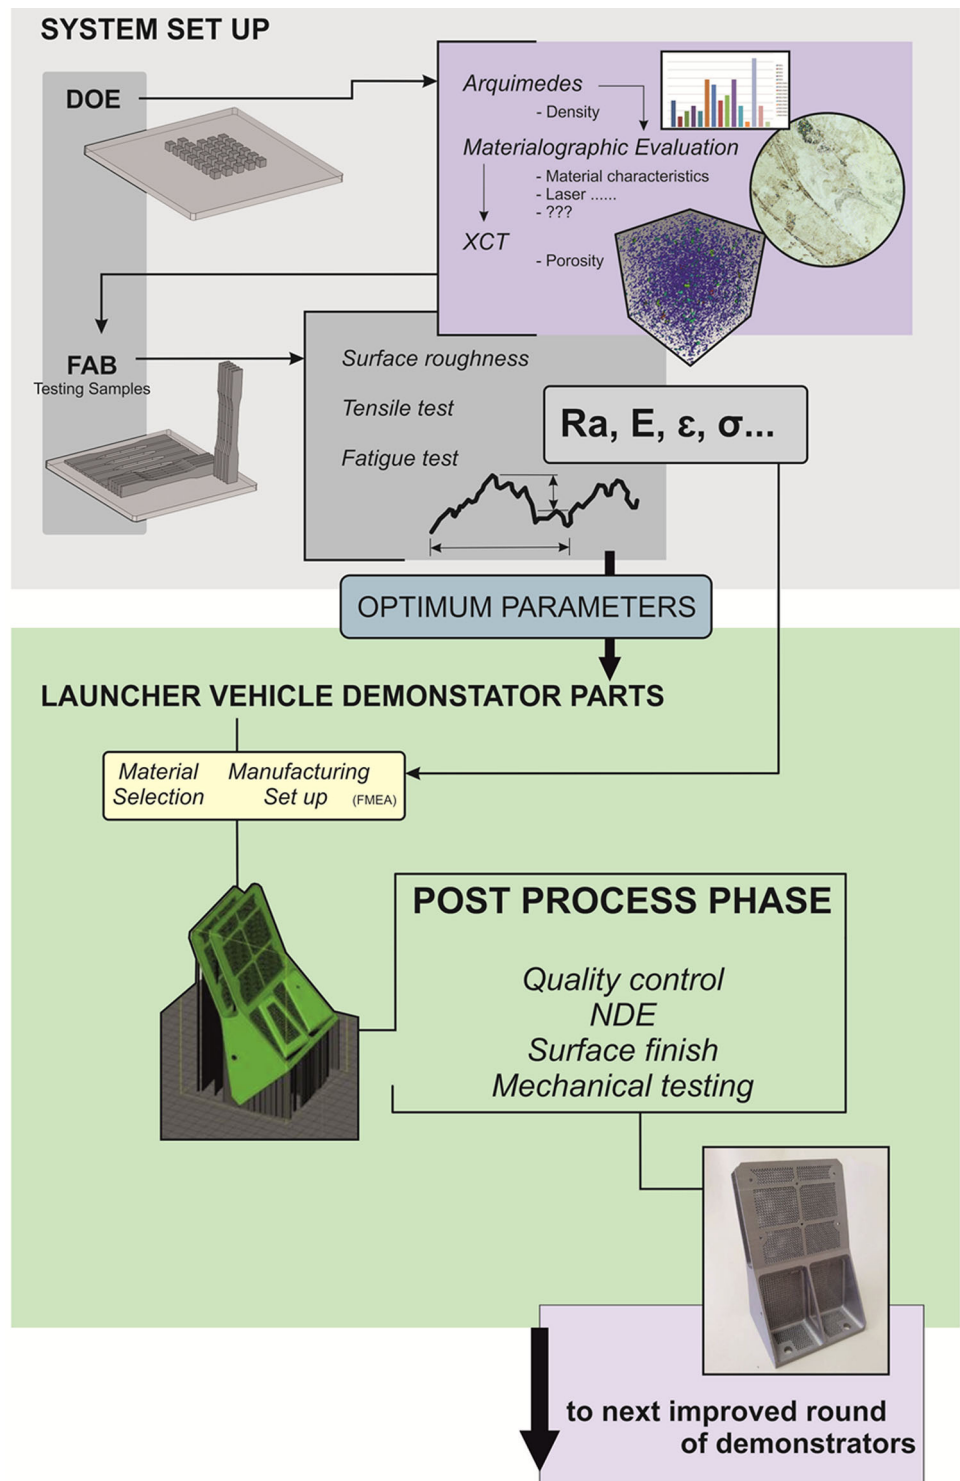 SYSTEM SET UP
DOE
Arquimedes
- Density
Materialographic Evaluation
- Material characteristics
- Laser ......
- ???
XCT
- Porosity
FAB
Testing Samples
Surface roughness
Tensile test
Fatigue test
Ra, E, ε, σ...
OPTIMUM PARAMETERS
LAUNCHER VEHICLE DEMONSTATOR PARTS
Material Manufacturing
Selection Set up (FMEA)
POST PROCESS PHASE
Quality control
NDE
Surface finish
Mechanical testing
to next improved round
of demonstrators